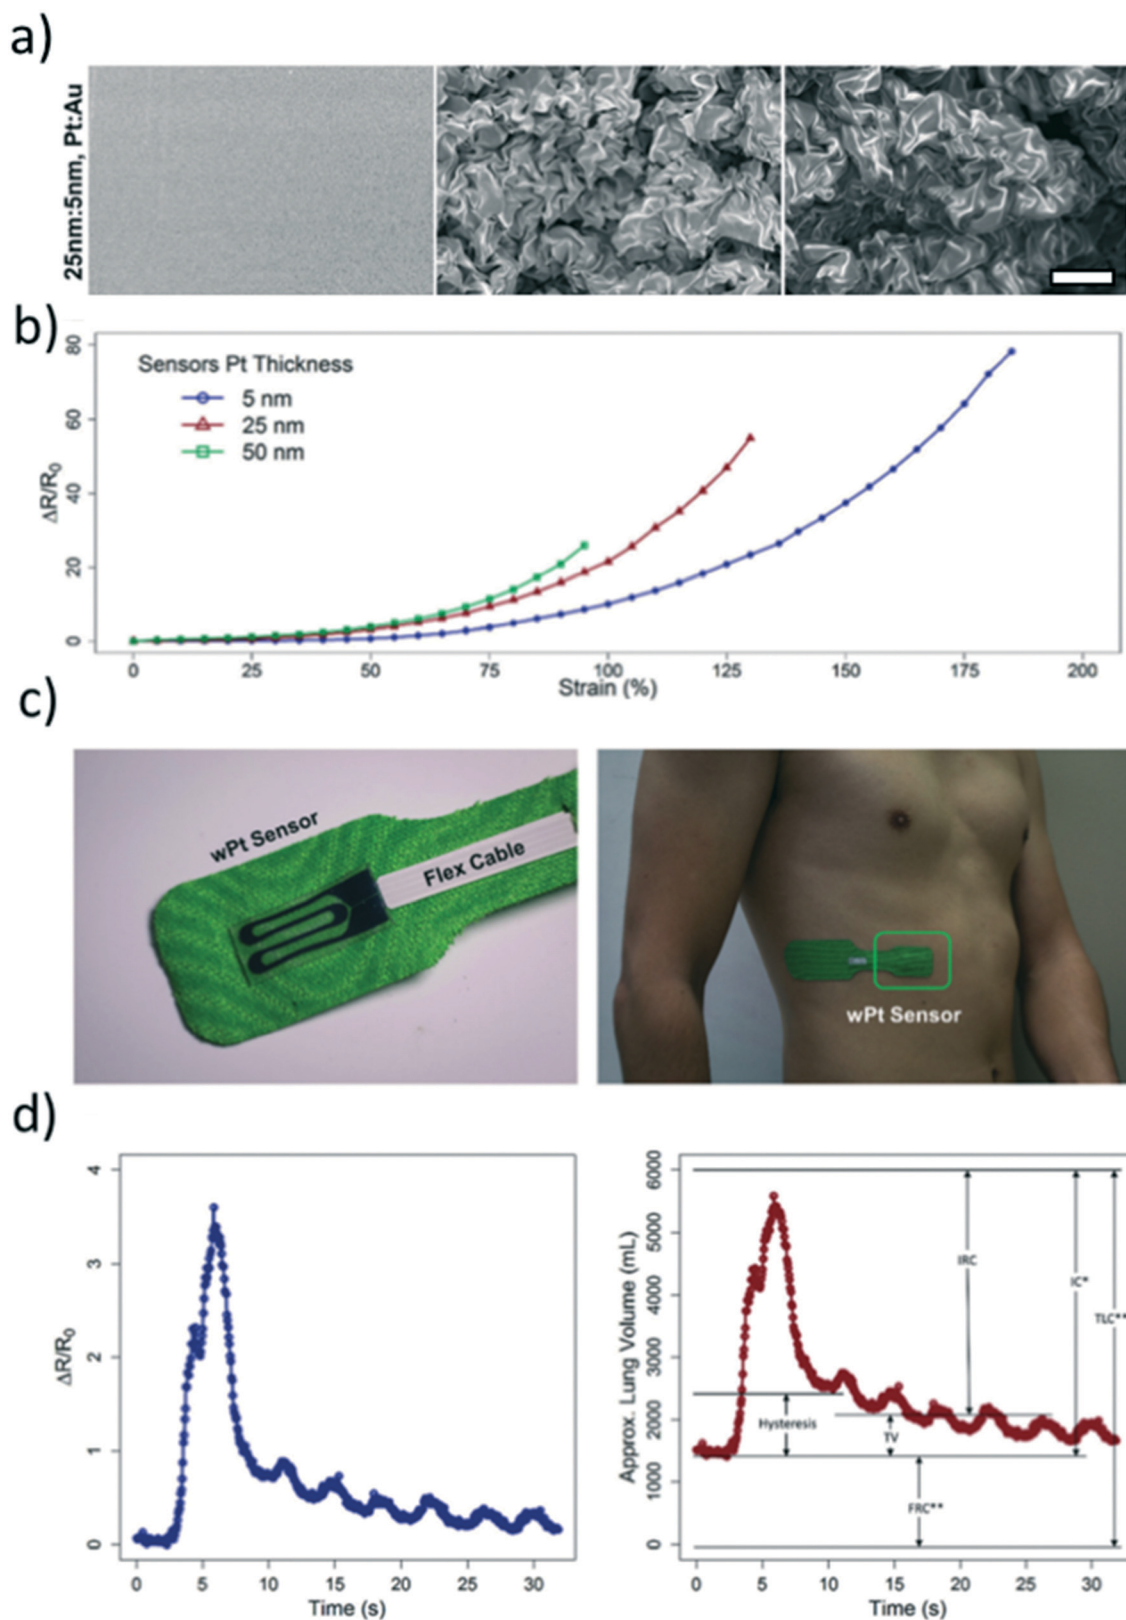 a)
25nm:5nm, Pt:Au
b)
Sensors Pt Thickness
5 nm
25 nm
50 nm
ΔR/R0
0
20
40
60
80
0 25 50 75 100 125 150 175 200
Strain (%)
c)
wPt Sensor
Flex Cable
wPt Sensor
d)
ΔR/R0
4
3
2
1
0
0 5 10 15 20 25 30
Time (s)
Approx. Lung Volume (mL)
6000
5000
4000
3000
2000
1000
0
IRC
IC*
TLC**
Hysteresis
TV
FRC**
0 5 10 15 20 25 30
Time (s)